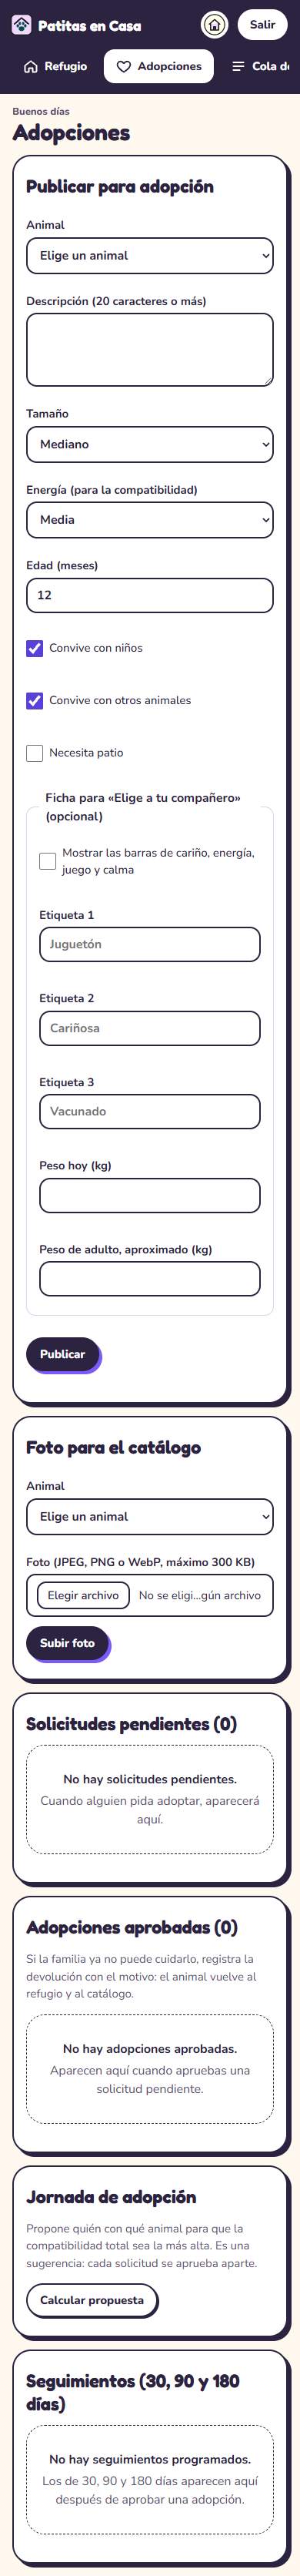 Patitas en Casa
Salir
Refugio
Adopciones
Cola d
Buenos días
Adopciones
Publicar para adopción
Animal
Elige un animal
Descripción (20 caracteres o más)
Tamaño
Mediano
Energía (para la compatibilidad)
Media
Edad (meses)
12
Convive con niños
Convive con otros animales
Necesita patio
Ficha para «Elige a tu compañero»
(opcional)
Mostrar las barras de cariño, energía,
juego y calma
Etiqueta 1
Juguetón
Etiqueta 2
Cariñosa
Etiqueta 3
Vacunado
Peso hoy (kg)
Peso de adulto, aproximado (kg)
Publicar
Foto para el catálogo
Animal
Elige un animal
Foto (JPEG, PNG o WebP, máximo 300 KB)
Elegir archivo
No se eligi...gún archivo
Subir foto
Solicitudes pendientes (0)
No hay solicitudes pendientes.
Cuando alguien pida adoptar, aparecerá
aquí.
Adopciones aprobadas (0)
Si la familia ya no puede cuidarlo, registra la
devolución con el motivo: el animal vuelve al
refugio y al catálogo.
No hay adopciones aprobadas.
Aparecen aquí cuando apruebas una
solicitud pendiente.
Jornada de adopción
Propone quién con qué animal para que la
compatibilidad total sea la más alta. Es una
sugerencia: cada solicitud se aprueba aparte.
Calcular propuesta
Seguimientos (30, 90 y 180
días)
No hay seguimientos programados.
Los de 30, 90 y 180 días aparecen aquí
después de aprobar una adopción.